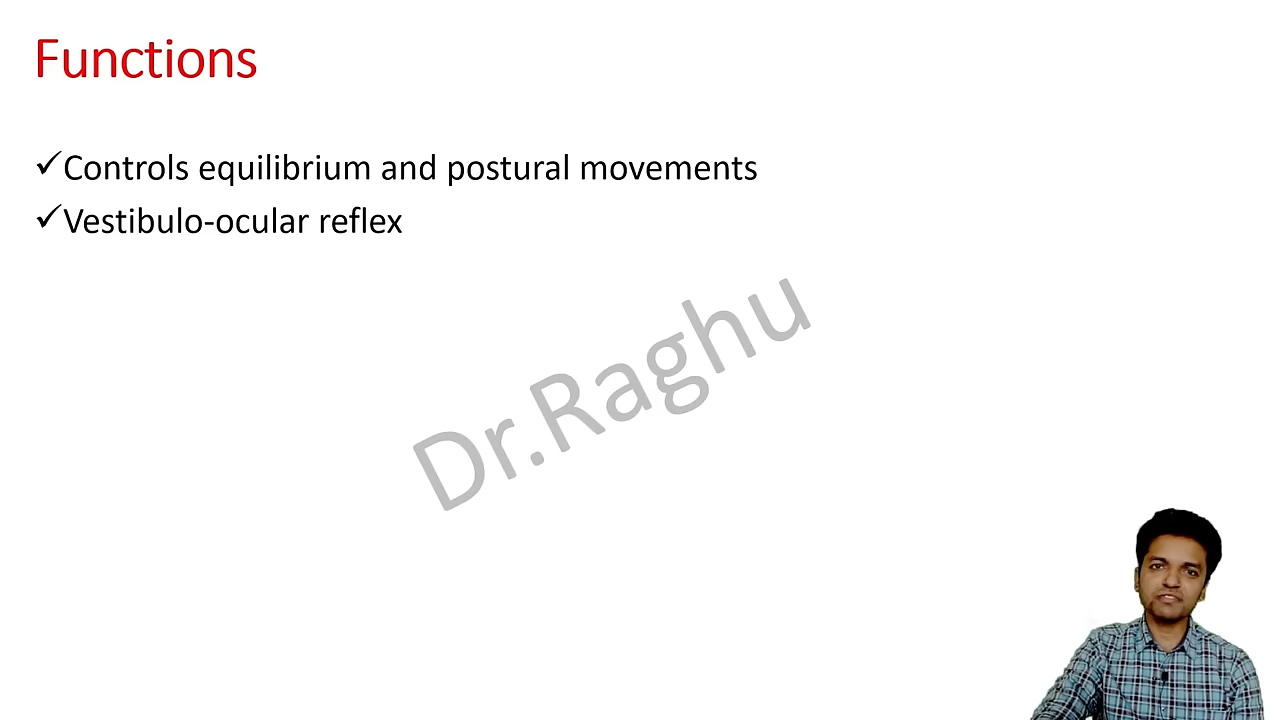 Functions
✓Controls equilibrium and postural movements
✓Vestibulo-ocular reflex
Dr.Raghu